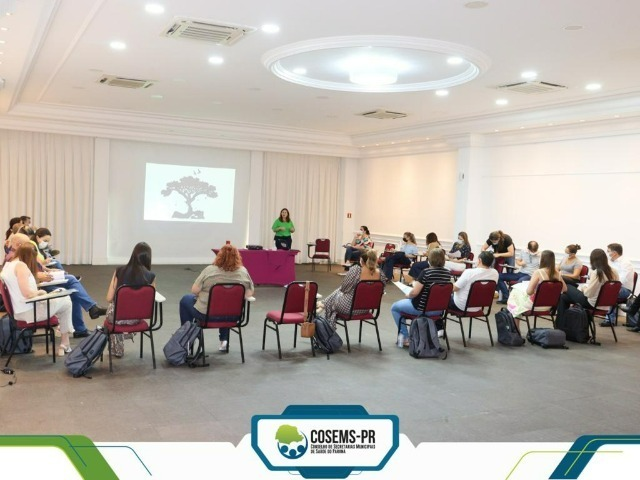 COSEMS-PR
CONSELHO DE SECRETARIAS MUNICIPAIS
DE SAÚDE DO PARANÁ